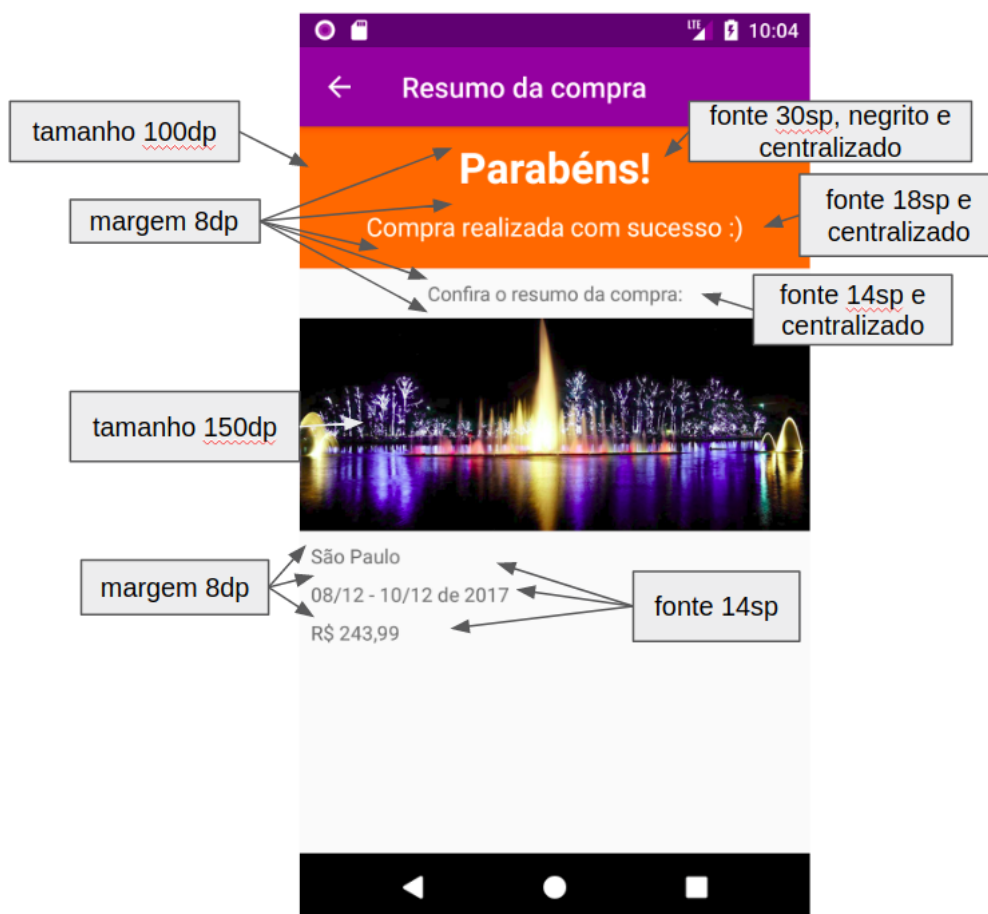 LTE 10:04
Resumo da compra
tamanho 100dp
fonte 30sp, negrito e
centralizado
Parabéns!
margem 8dp
fonte 18sp e
centralizado
Compra realizada com sucesso :)
Confira o resumo da compra:
fonte 14sp e
centralizado
tamanho 150dp
São Paulo
margem 8dp
08/12 - 10/12 de 2017
fonte 14sp
R$ 243,99